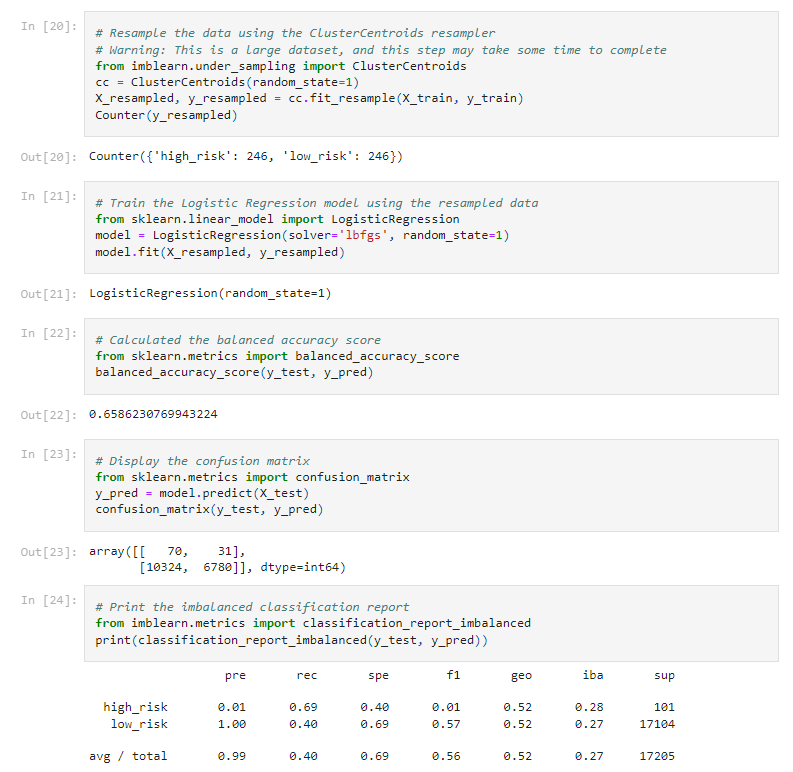 In [20]:
# Resample the data using the ClusterCentroids resampler
# Warning: This is a large dataset, and this step may take some time to complete
from imblearn.under_sampling import ClusterCentroids
cc = ClusterCentroids(random_state=1)
X_resampled, y_resampled = cc.fit_resample(X_train, y_train)
Counter(y_resampled)
Out[20]: Counter({'high_risk': 246, 'low_risk': 246})
In [21]:
# Train the Logistic Regression model using the resampled data
from sklearn.linear_model import LogisticRegression
model = LogisticRegression(solver='lbfgs', random_state=1)
model.fit(X_resampled, y_resampled)
Out[21]: LogisticRegression(random_state=1)
In [22]:
# Calculated the balanced accuracy score
from sklearn.metrics import balanced_accuracy_score
balanced_accuracy_score(y_test, y_pred)
Out[22]: 0.6586230769943224
In [23]:
# Display the confusion matrix
from sklearn.metrics import confusion_matrix
y_pred = model.predict(X_test)
confusion_matrix(y_test, y_pred)
Out[23]: array([[   70,    31],
       [10324,  6780]], dtype=int64)
In [24]:
# Print the imbalanced classification report
from imblearn.metrics import classification_report_imbalanced
print(classification_report_imbalanced(y_test, y_pred))
pre rec spe f1 geo iba sup
high_risk 0.01 0.69 0.40 0.01 0.52 0.28 101
low_risk 1.00 0.40 0.69 0.57 0.52 0.27 17104
avg / total 0.99 0.40 0.69 0.56 0.52 0.27 17205